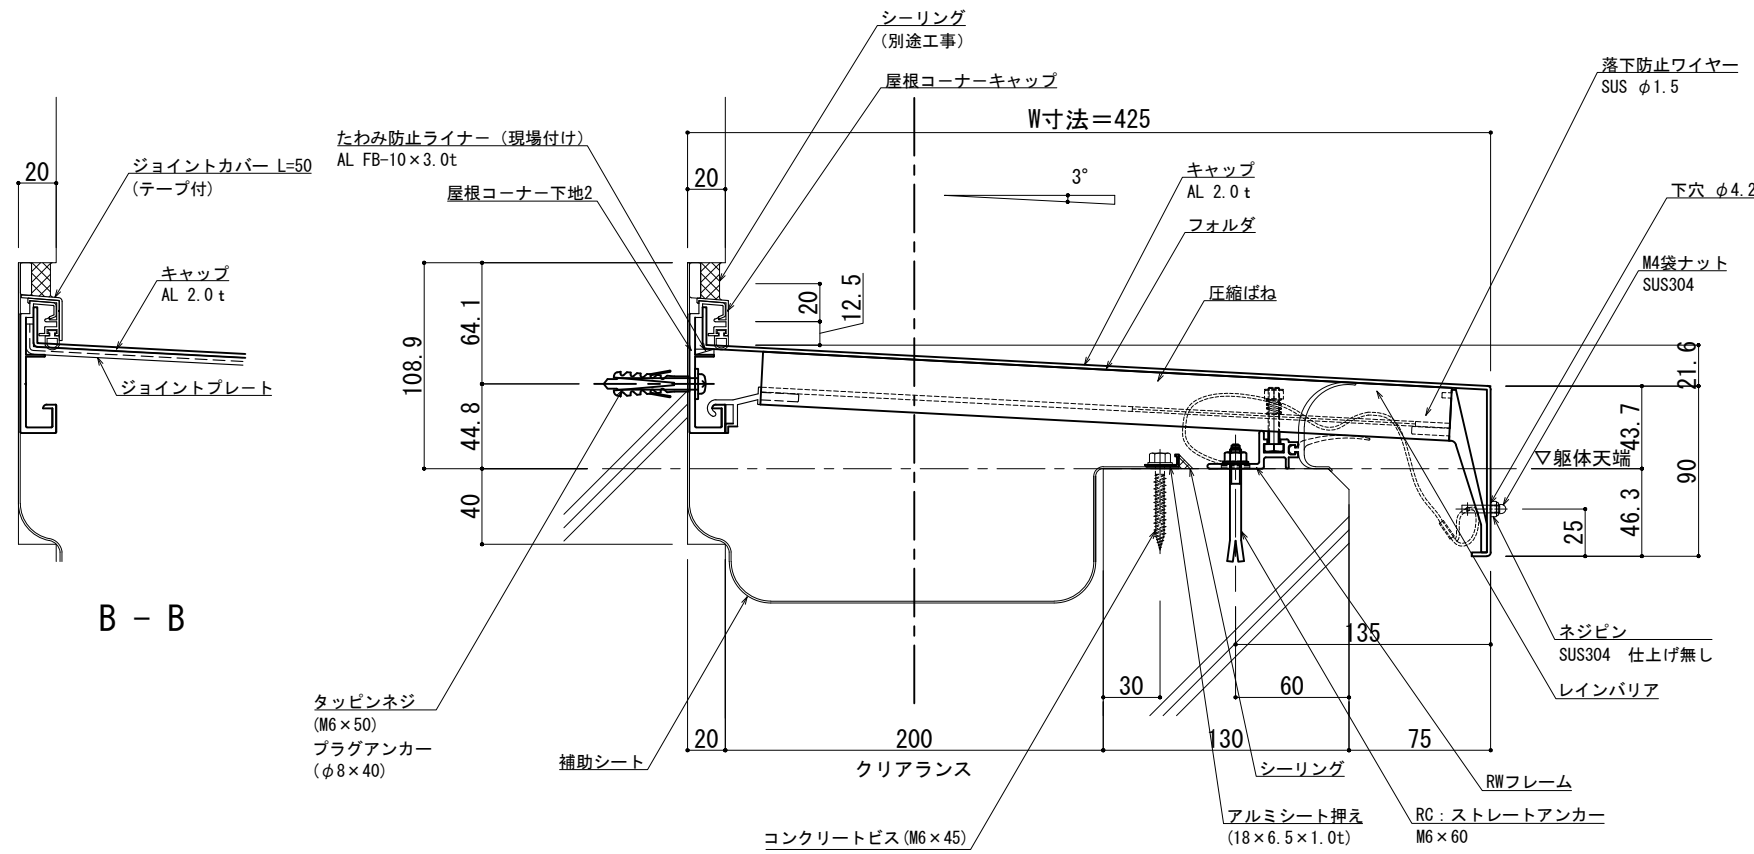 シーリング
(別途工事)
屋根コーナーキャップ
落下防止ワイヤー
SUS φ1.5
W寸法=425
たわみ防止ライナー (現場付け)
AL FB-10×3.0t
ジョイントカバー L=50
(テープ付)
20
20
3°
キャップ
AL 2.0t
下穴 φ4.2
屋根コーナー下地2
フォルダ
M4袋ナット
SUS304
キャップ
AL 2.0t
圧縮ばね
20
12.5
64.1
108.9
21.6
ジョイントプレート
44.8
43.7
▽躯体天端
90
40
46.3
25
B - B
135
ネジピン
SUS304 仕上げ無し
30
60
レインバリア
タッピンネジ
(M6×50)
プラグアンカー
(φ8×40)
20
200
130
75
クリアランス
補助シート
シーリング
RWフレーム
アルミシート押え
(18×6.5×1.0t)
RC:ストレートアンカー
M6×60
コンクリートビス(M6×45)